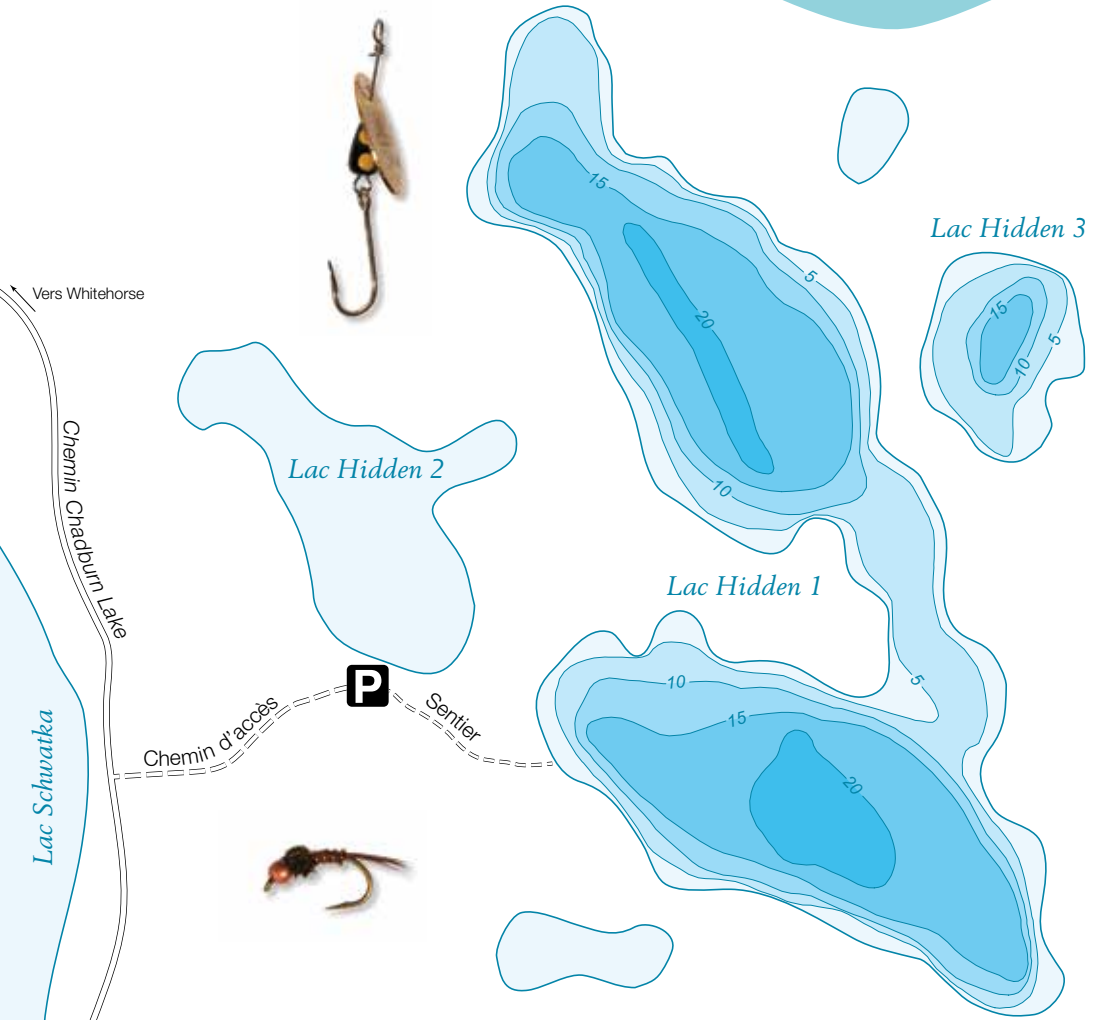 15
5
Lac Hidden 3
20
15
5
10
Vers Whitehorse
Chemin Chadburn Lake
Lac Hidden 2
10
Lac Hidden 1
5
10
15
20
P
Sentier
Chemin d'accès
Lac Schwatka